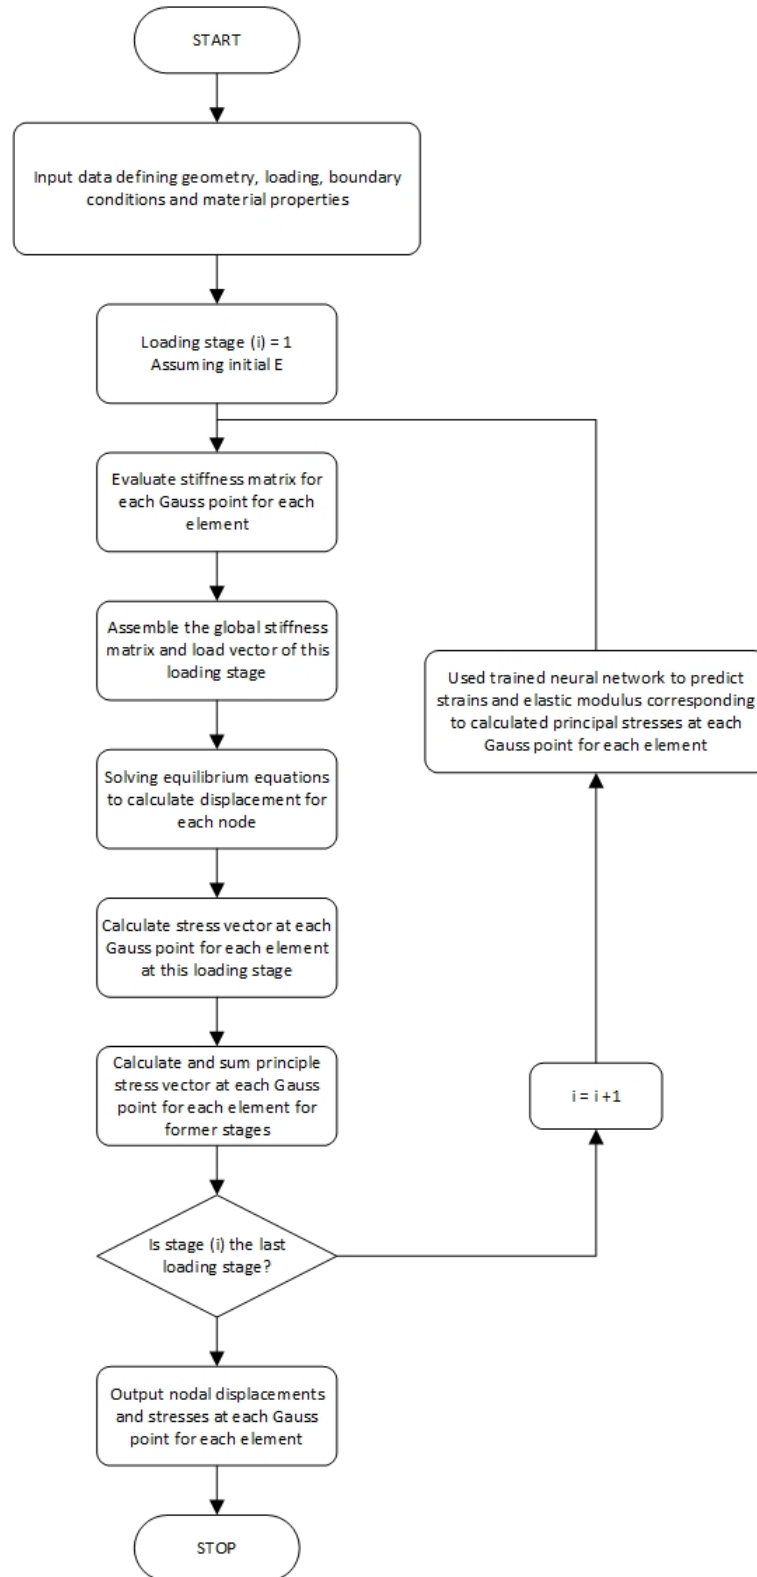 START
Input data defining geometry, loading, boundary
conditions and material properties
Loading stage (i) = 1
Assuming initial E
Evaluate stiffness matrix for
each Gauss point for each
element
Assemble the global stiffness
matrix and load vector of this
loading stage
Solving equilibrium equations
to calculate displacement for
each node
Calculate stress vector at each
Gauss point for each element
at this loading stage
Calculate and sum principle
stress vector at each Gauss
point for each element for
former stages
Is stage (i) the last
loading stage?
i = i +1
Used trained neural network to predict
strains and elastic modulus corresponding
to calculated principal stresses at each
Gauss point for each element
Output nodal displacements
and stresses at each Gauss
point for each element
STOP